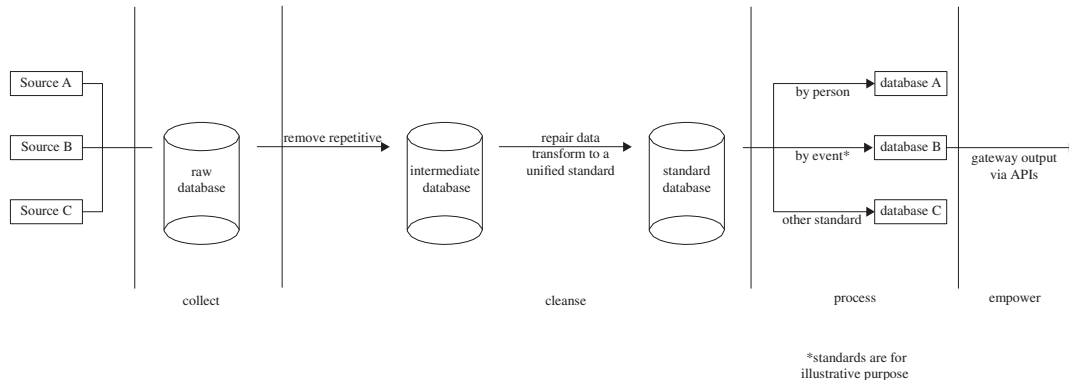 Source A
Source B
Source C
raw
database
collect
remove repetitive
intermediate
database
repair data
transform to a
unified standard
standard
database
cleanse
by person
by event*
other standard
database A
database B
database C
process
gateway output
via APIs
empower
*standards are for
illustrative purpose